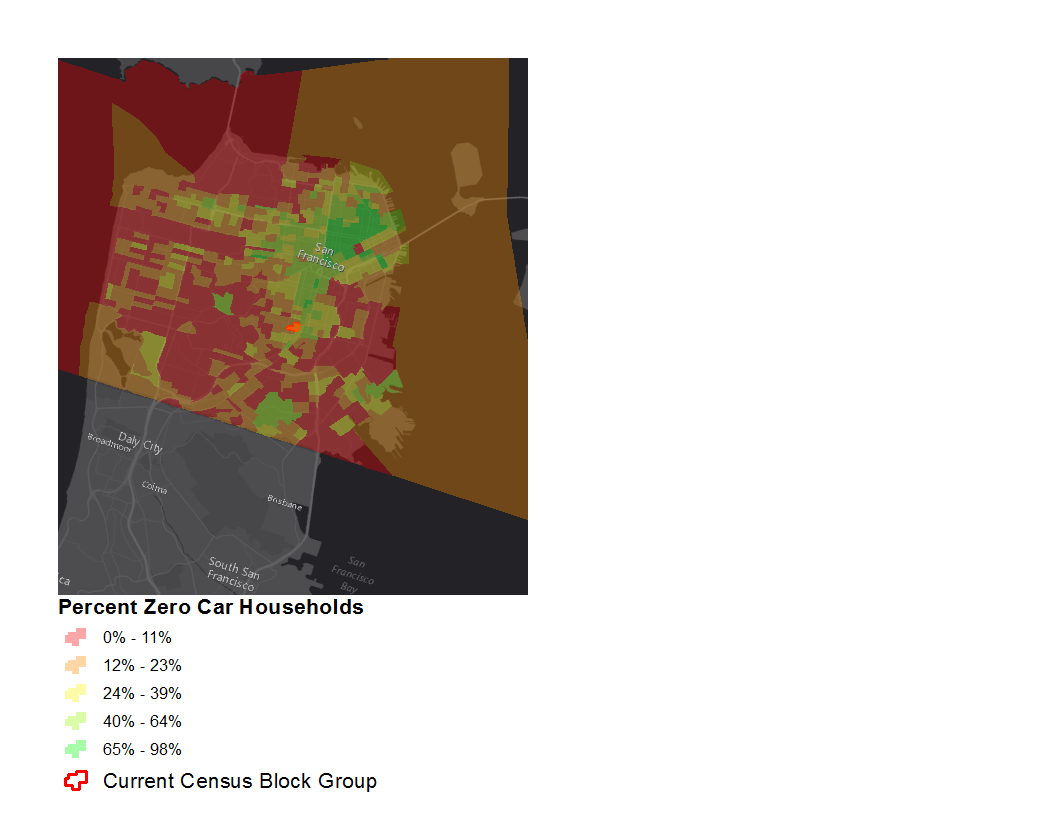 San
Francisco
Daly City
Broadmoor
Colma
Brisbane
South San
Francisco
San
Francisco
Bay
ca
Percent Zero Car Households
0% - 11%
12% - 23%
24% - 39%
40% - 64%
65% - 98%
Current Census Block Group